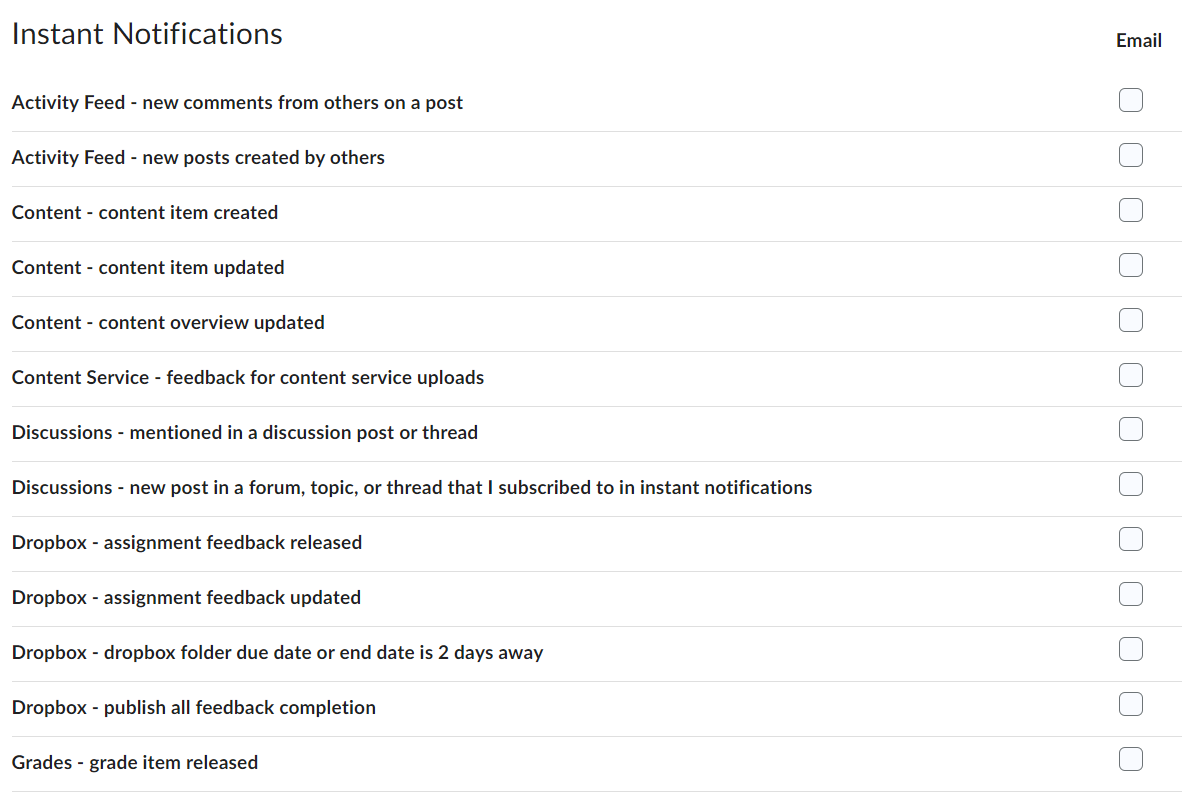 Instant Notifications
Email
Activity Feed - new comments from others on a post
Activity Feed - new posts created by others
Content - content item created
Content - content item updated
Content - content overview updated
Content Service - feedback for content service uploads
Discussions - mentioned in a discussion post or thread
Discussions - new post in a forum, topic, or thread that I subscribed to in instant notifications
Dropbox - assignment feedback released
Dropbox - assignment feedback updated
Dropbox - dropbox folder due date or end date is 2 days away
Dropbox - publish all feedback completion
Grades - grade item released